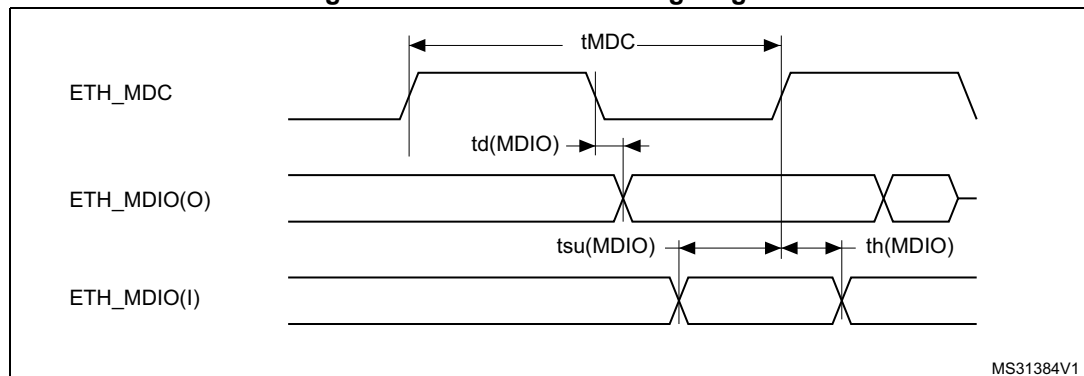 tMDC
ETH_MDC
td(MDIO)
ETH_MDIO(O)
tsu(MDIO)
th(MDIO)
ETH_MDIO(I)
MS31384V1